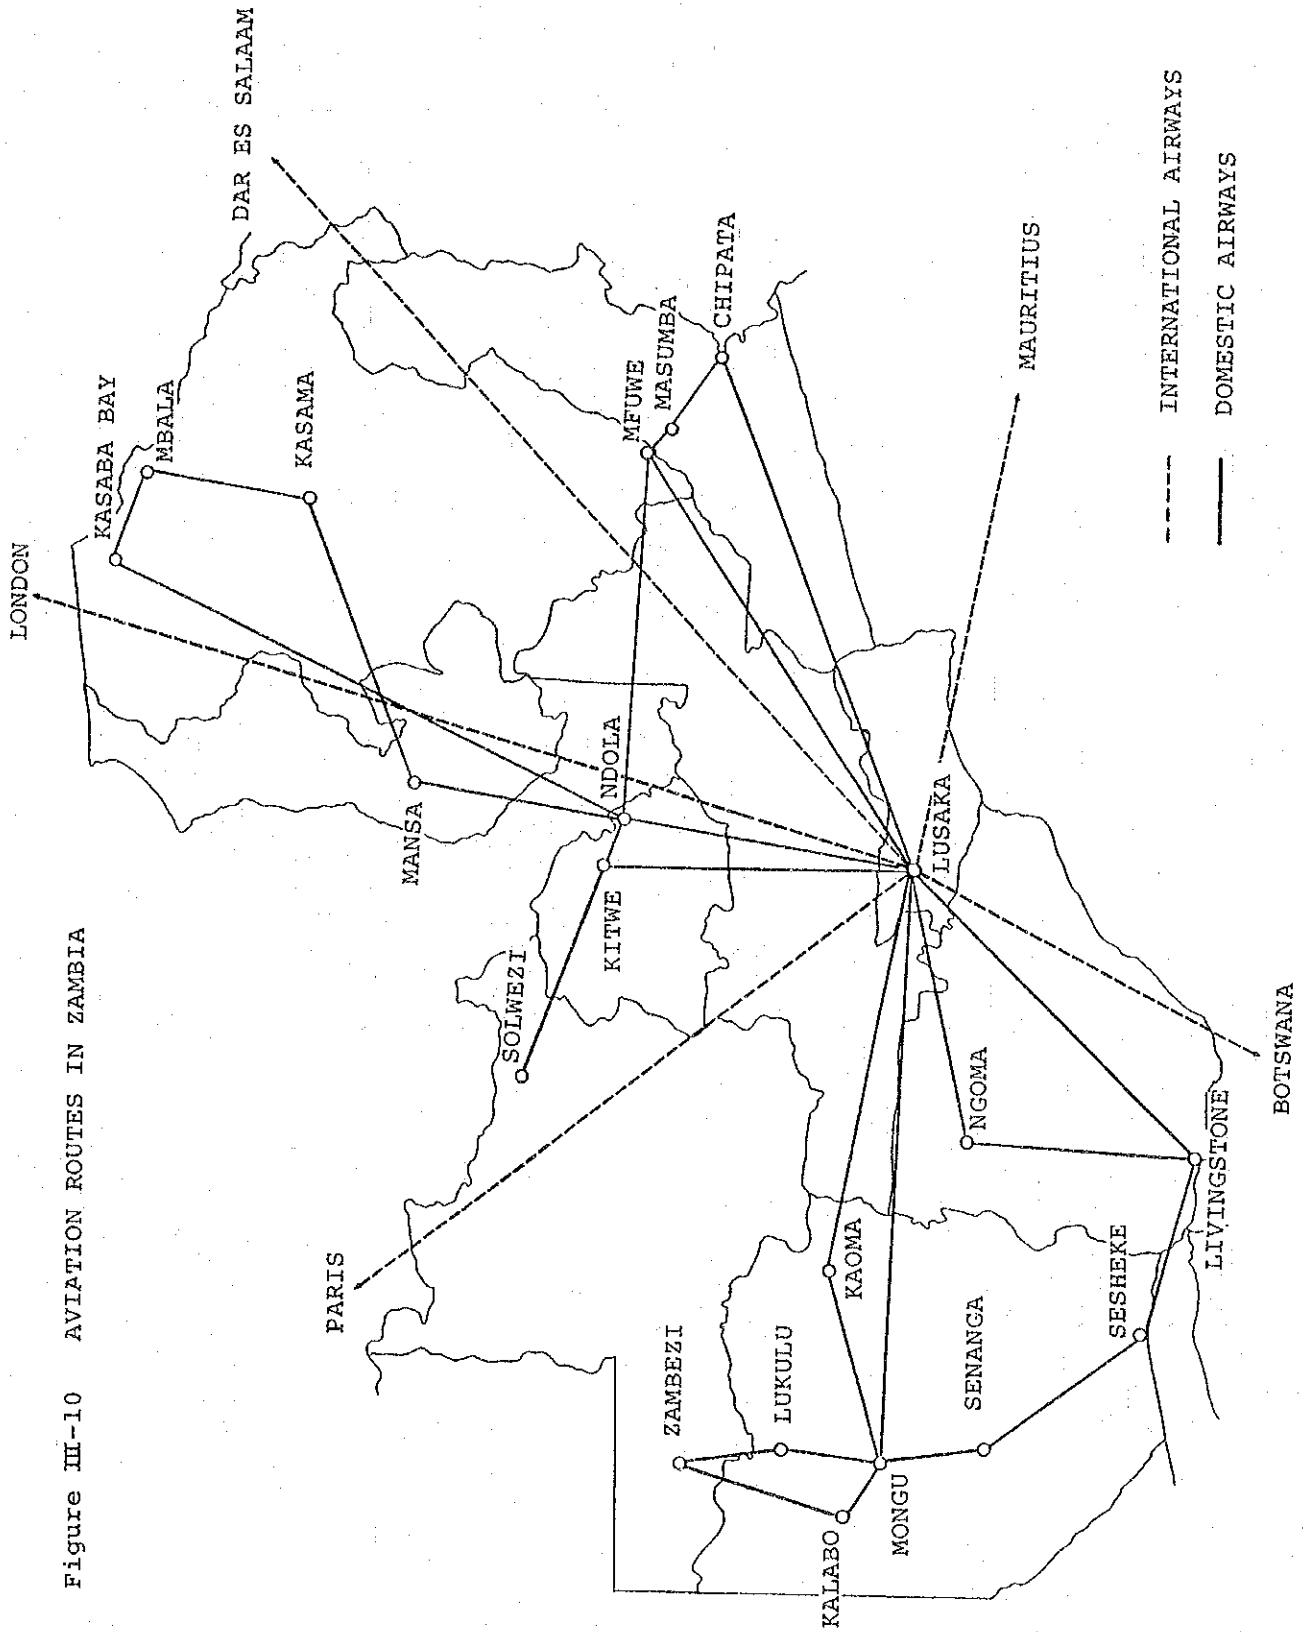 Figure III-10 AVIATION ROUTES IN ZAMBIA
LONDON
DAR ES SALAAM
KASABA BAY
MBALA
KASAMA
MANSA
NDOLA
KITWE
SOLWEZI
MFUWE
MASUMBA
CHIPATA
PARIS
ZAMBEZI
LUKULU
KAOMA
KALABO
MONGU
SENANGA
SESHEKE
NGOMA
LUSAKA
LIVINGSTONE
MAURITIUS
BOTSWANA
INTERNATIONAL AIRWAYS
DOMESTIC AIRWAYS